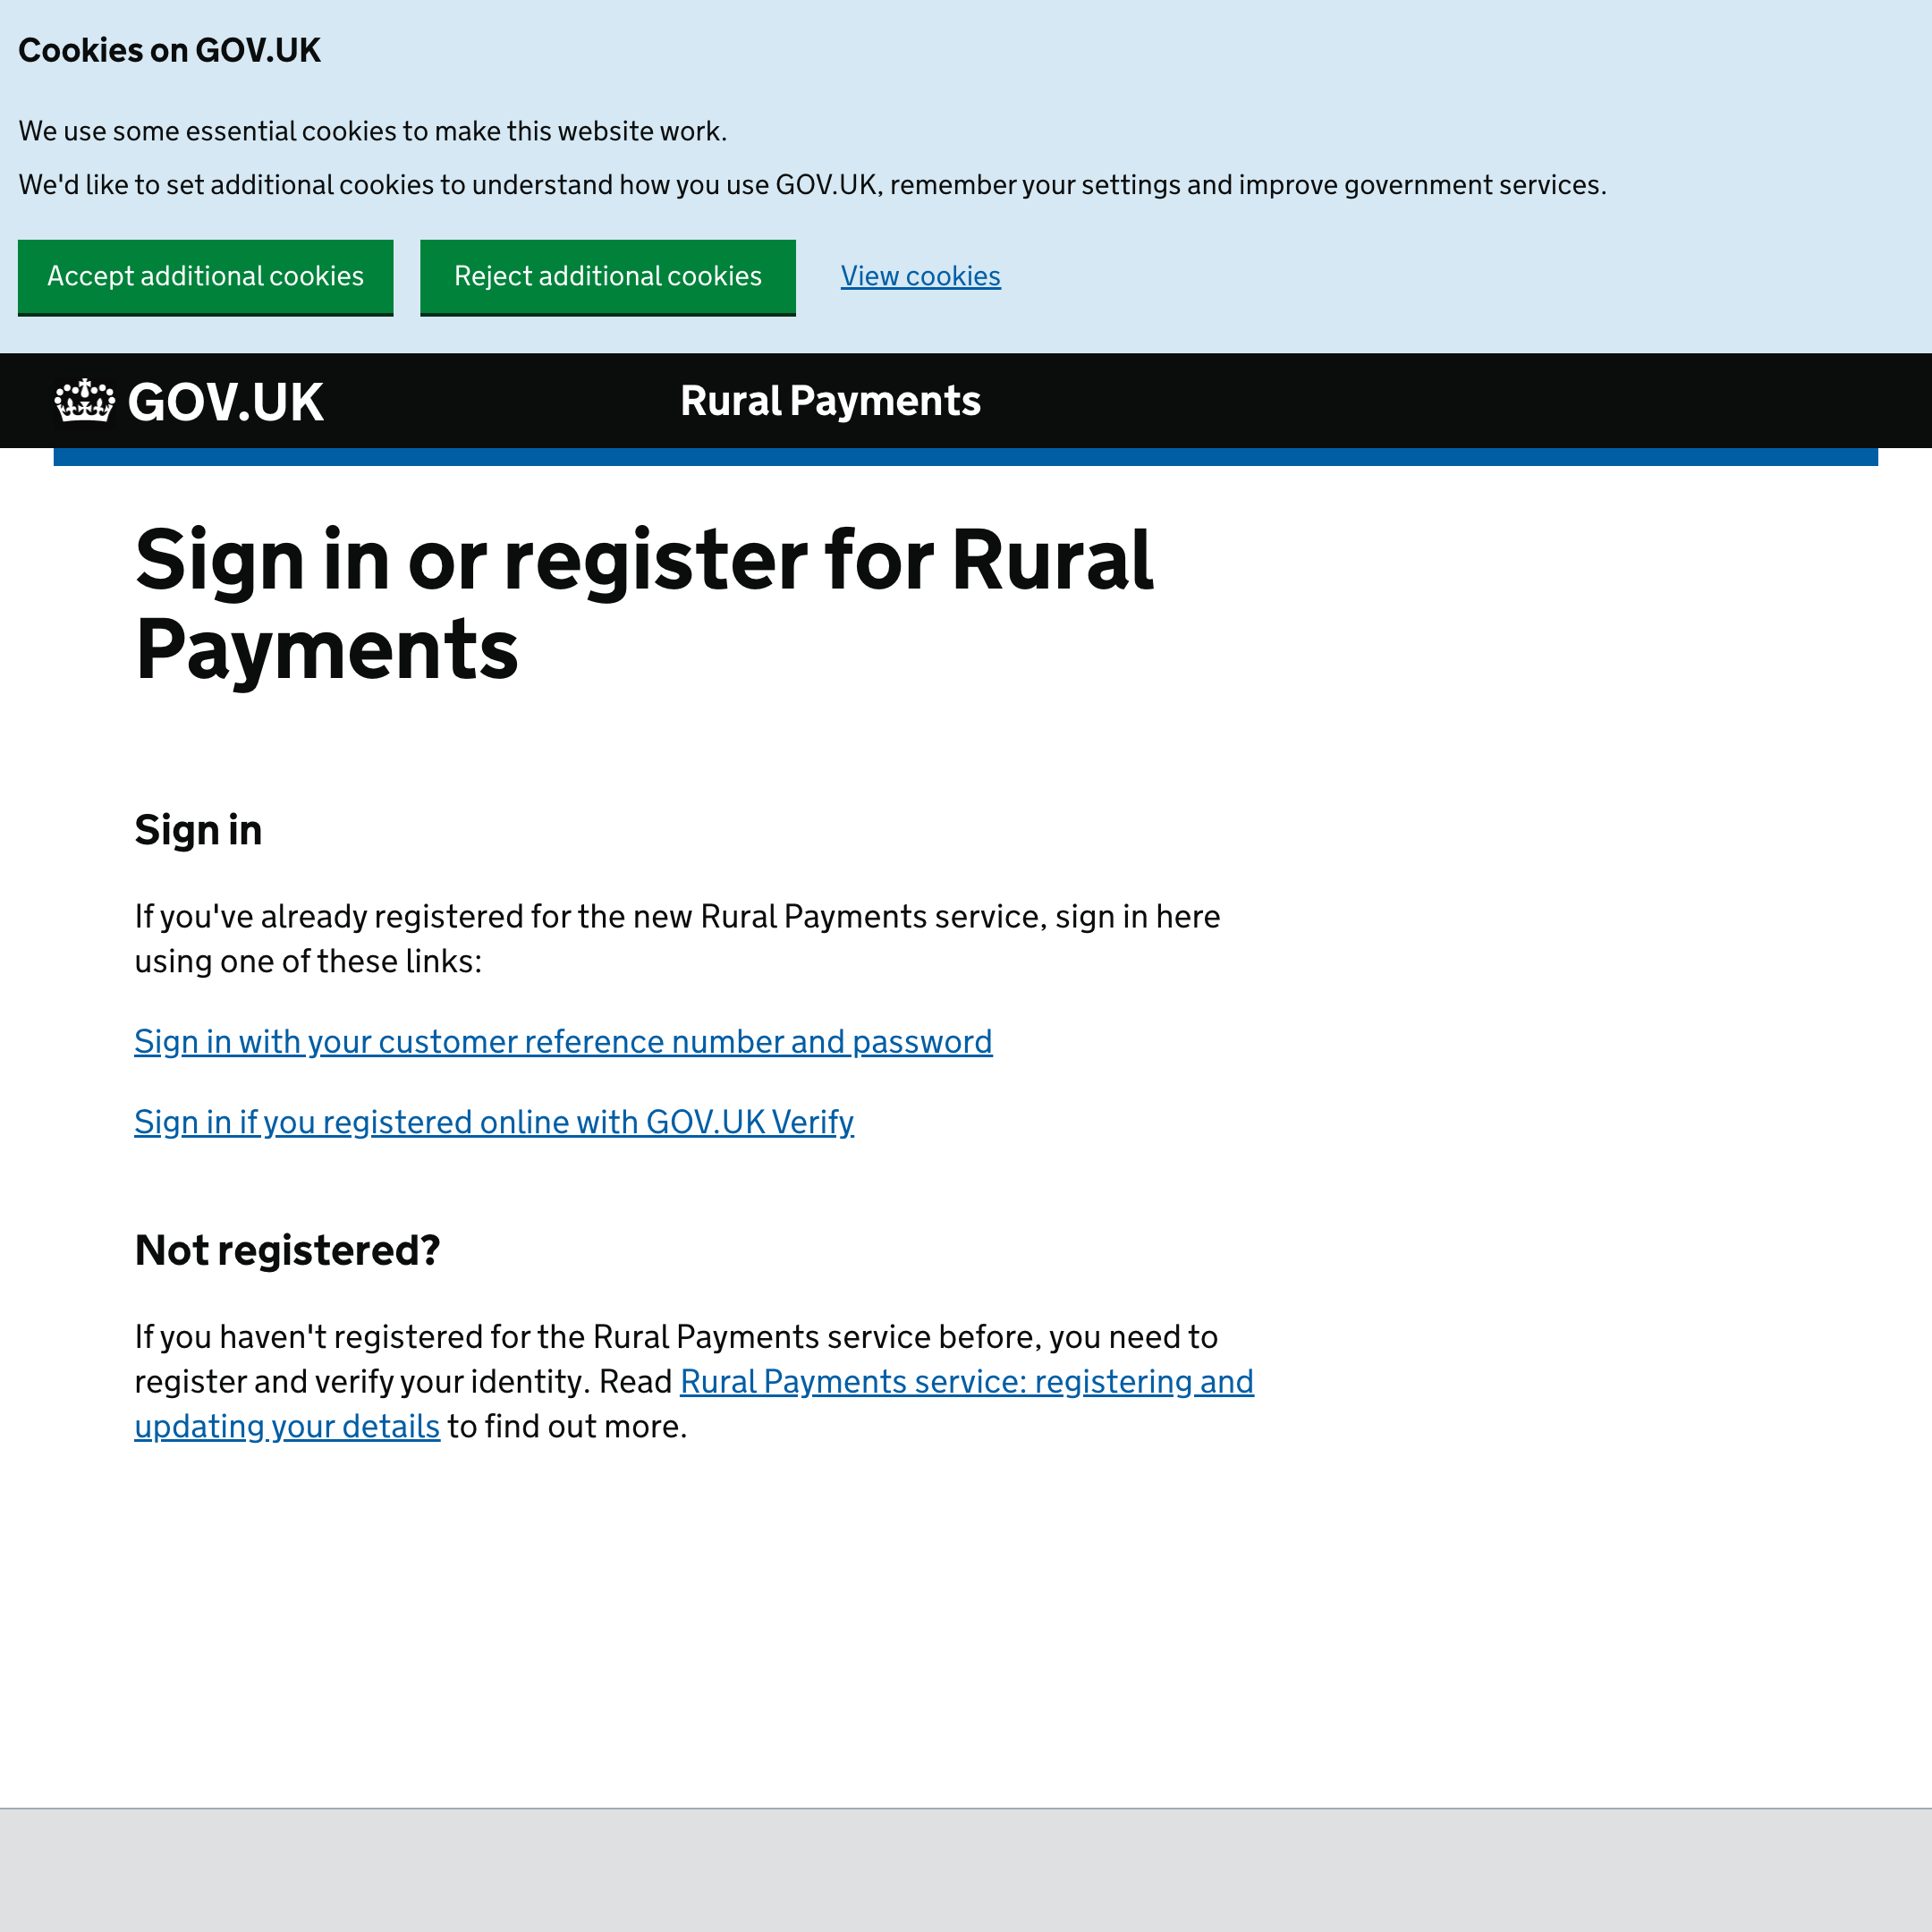 Cookies on GOV.UK
We use some essential cookies to make this website work.
We'd like to set additional cookies to understand how you use GOV.UK, remember your settings and improve government services.
Accept additional cookies Reject additional cookies View cookies
GOV.UK Rural Payments
Sign in or register for Rural
Payments
Sign in
If you've already registered for the new Rural Payments service, sign in here
using one of these links:
Sign in with your customer reference number and password
Sign in if you registered online with GOV.UK Verify
Not registered?
If you haven't registered for the Rural Payments service before, you need to
register and verify your identity. Read Rural Payments service: registering and
updating your details to find out more.